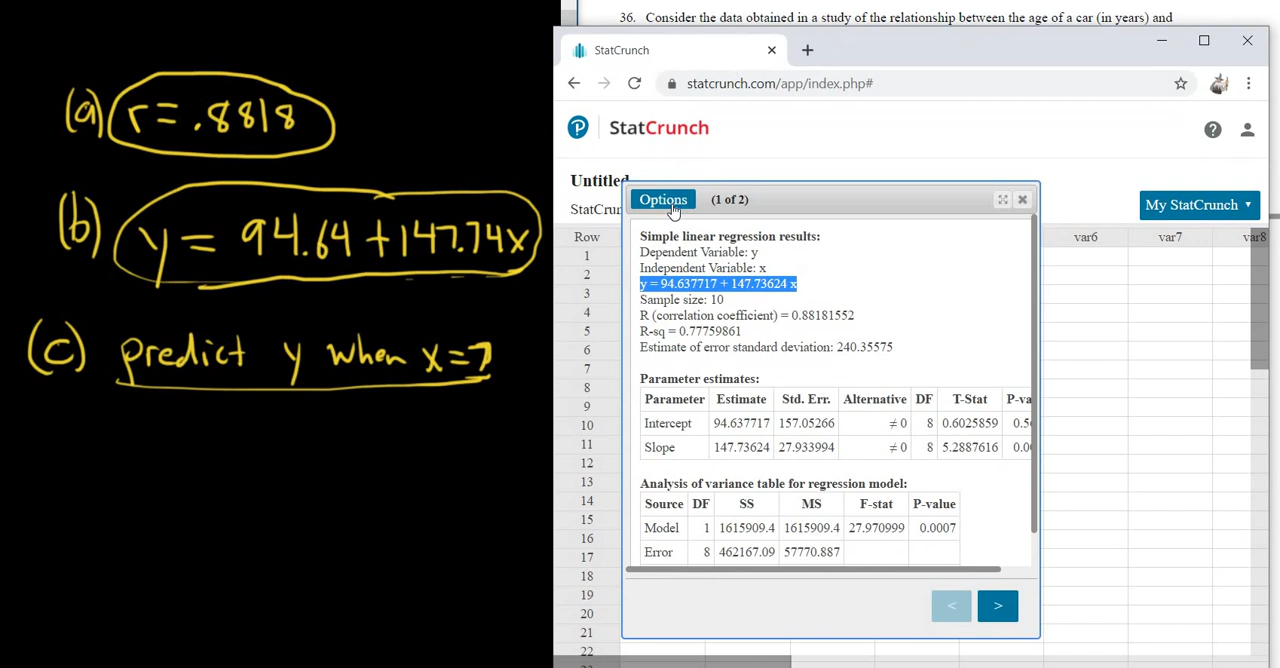 (a) r = .8818
(b) y = 94.64 + 147.74x
(c) predict y when x = 7
36. Consider the data obtained in a study of the relationship between the age of a car (in years) and
StatCrunch
statcrunch.com/app/index.php#
P StatCrunch
Untitled
StatCrun
My StatCrunch
Options (1 of 2)
Row var6 var7 var8
1
2
3
4
5
6
7
8
9
10
11
12
13
14
15
16
17
18
19
20
21
22
Simple linear regression results:
Dependent Variable: y
Independent Variable: x
y = 94.637717 + 147.73624 x
Sample size: 10
R (correlation coefficient) = 0.88181552
R-sq = 0.77759861
Estimate of error standard deviation: 240.35575
Parameter estimates:
Parameter Estimate Std. Err. Alternative DF T-Stat P-va
Intercept 94.637717 157.05266 ≠ 0 8 0.6025859 0.5
Slope 147.73624 27.933994 ≠ 0 8 5.2887616 0.0
Analysis of variance table for regression model:
Source DF SS MS F-stat P-value
Model 1 1615909.4 1615909.4 27.970999 0.0007
Error 8 462167.09 57770.887
< >